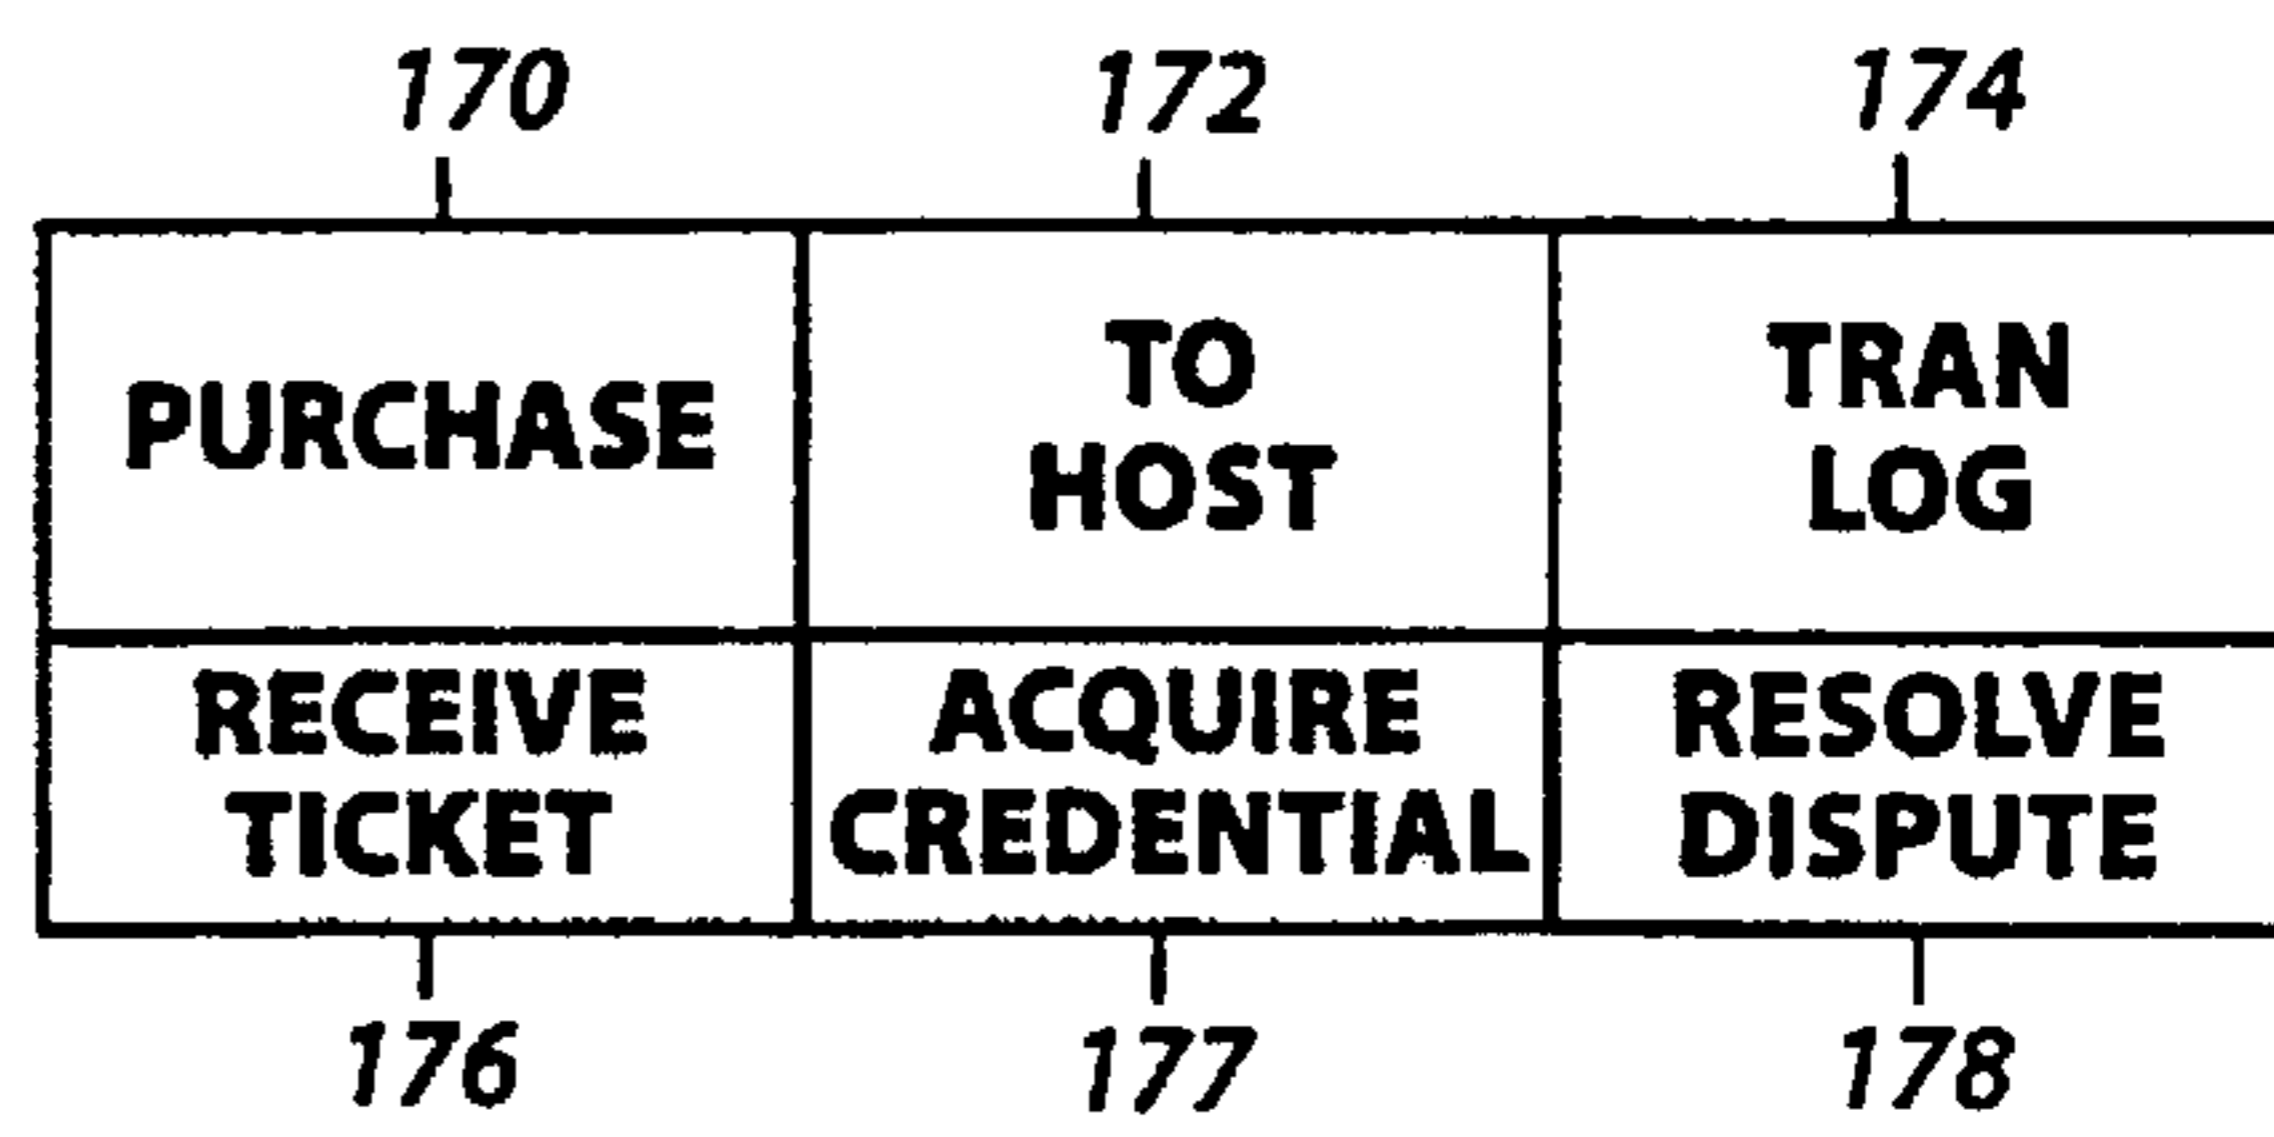 170 172 174
PURCHASE
TO
HOST
TRAN
LOG
RECEIVE
TICKET
ACQUIRE
CREDENTIAL
RESOLVE
DISPUTE
176 177 178